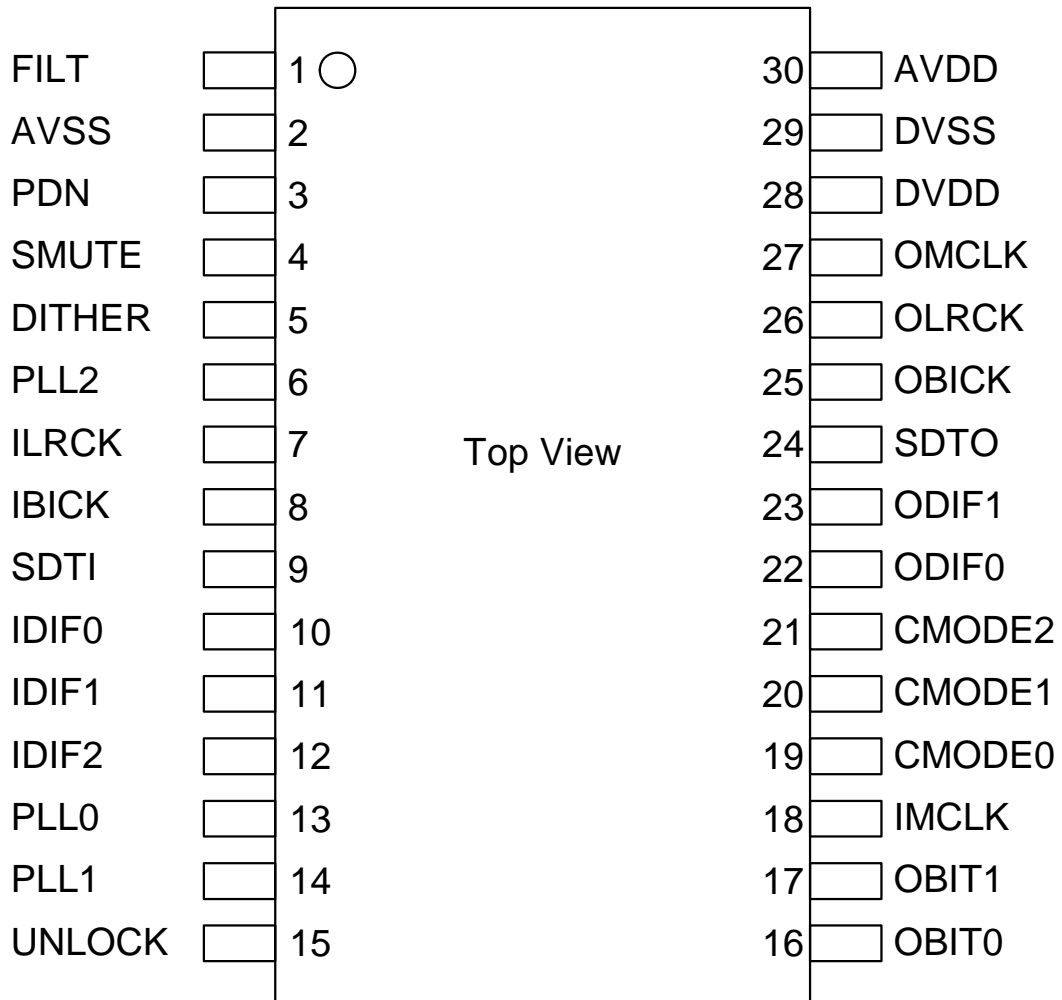 FILT 1 30 AVDD
AVSS 2 29 DVSS
PDN 3 28 DVDD
SMUTE 4 27 OMCLK
DITHER 5 26 OLRCK
PLL2 6 25 OBICK
ILRCK 7 Top View 24 SDTO
IBICK 8 23 ODIF1
SDTI 9 22 ODIF0
IDIF0 10 21 CMODE2
IDIF1 11 20 CMODE1
IDIF2 12 19 CMODE0
PLL0 13 18 IMCLK
PLL1 14 17 OBIT1
UNLOCK 15 16 OBIT0